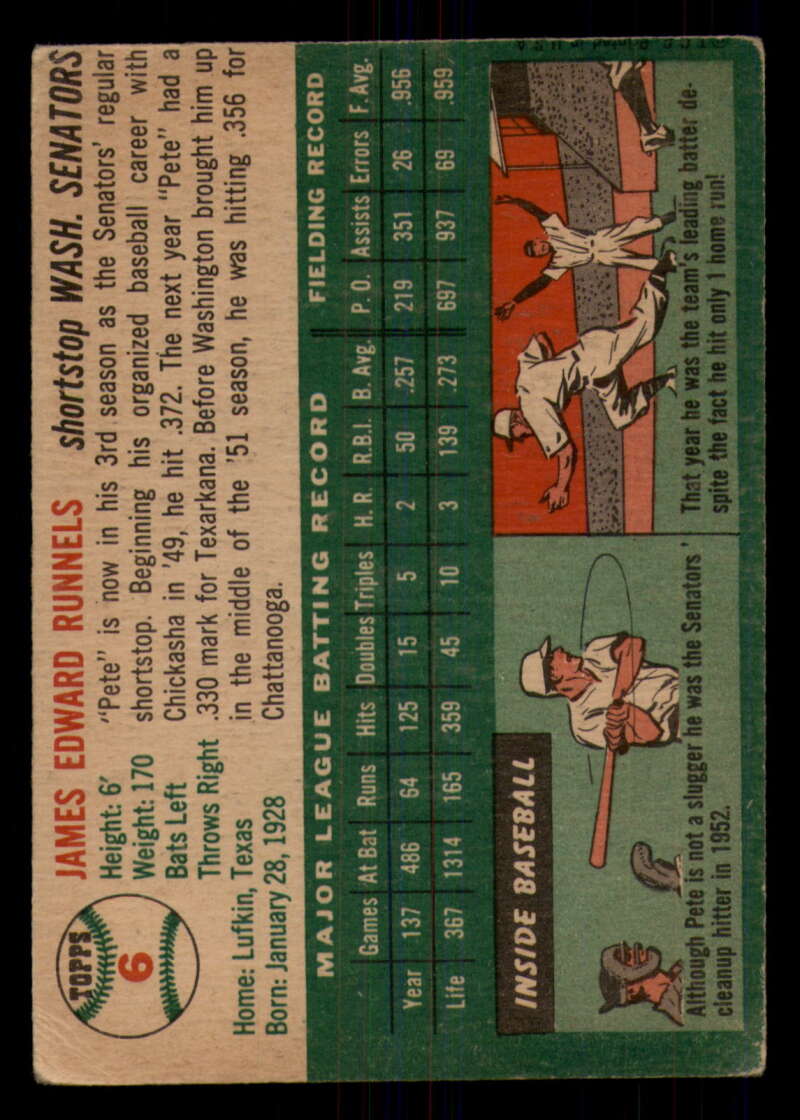 TOPPS
6
JAMES EDWARD RUNNELS shortstop WASH. SENATORS
Height: 6'
Weight: 170
Bats Left
Throws Right
Home: Lufkin, Texas
Born: January 28, 1928
"Pete" is now in his 3rd season as the Senators' regular
shortstop. Beginning his organized baseball career with
Chickasha in '49, he hit .372. The next year "Pete" had a
.330 mark for Texarkana. Before Washington brought him up
in the middle of the '51 season, he was hitting .356 for
Chattanooga.
MAJOR LEAGUE BATTING RECORD FIELDING RECORD
Games At Bat Runs Hits Doubles Triples H. R. R.B.I. B. Avg. P. O. Assists Errors F. Avg.
Year 137 486 64 125 15 5 2 50 .257 219 351 26 .956
Life 367 1314 165 359 45 10 3 139 .273 697 937 69 .959
INSIDE BASEBALL
Although Pete is not a slugger he was the Senators'
cleanup hitter in 1952.
That year he was the team's leading batter de-
spite the fact he hit only 1 home run!
T.C.G. Printed in U.S.A.